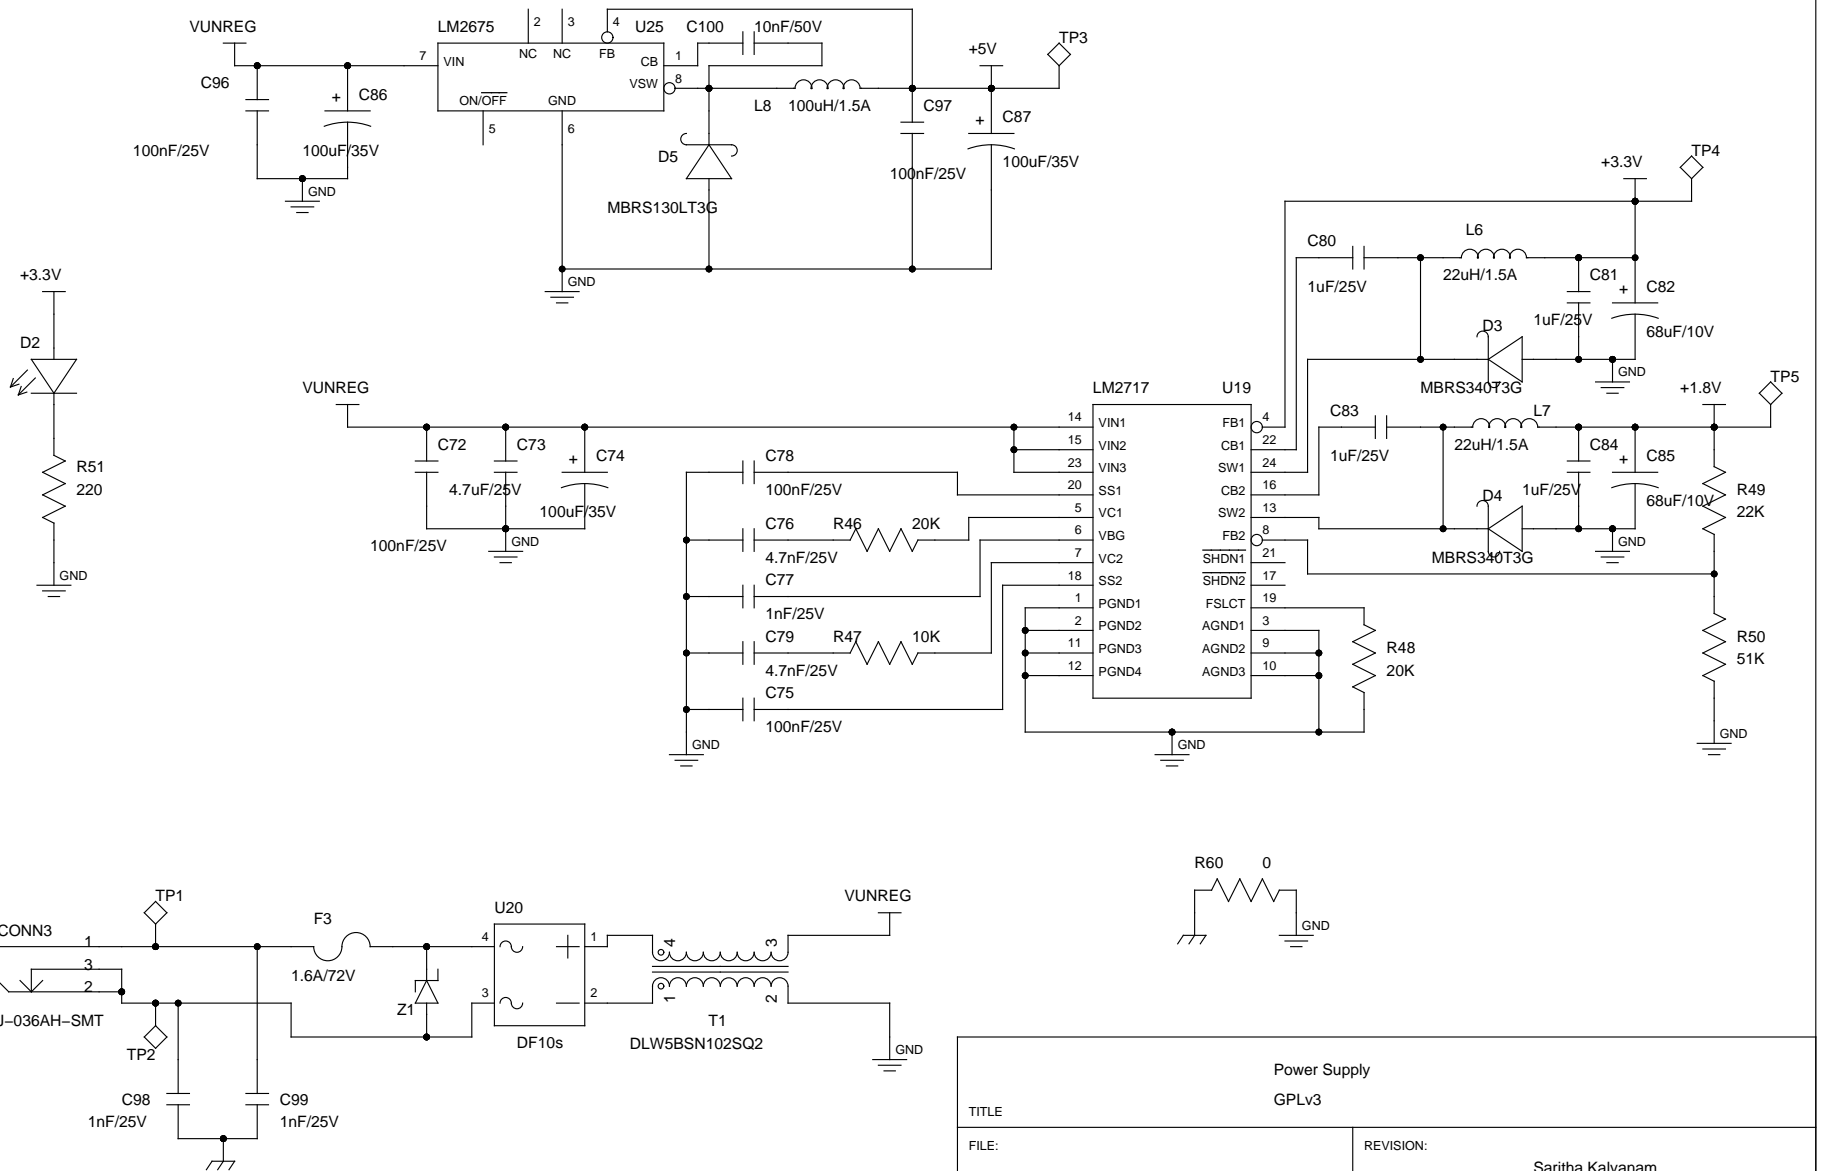 VUNREG
LM2675
2
3
4
U25
C100
10nF/50V
TP3
7
VIN
NC
NC
FB
CB
1
+5V
C96
C86
+
VSW
8
ON/OFF
GND
L8
100uH/1.5A
C97
C87
+
5
6
100nF/25V
100uF/35V
D5
100nF/25V
100uF/35V
GND
MBRS130LT3G
GND
TP4
+3.3V
L6
C80
22uH/1.5A
C81
C82
+
1uF/25V
D3
1uF/25V
68uF/10V
GND
MBRS340T3G
+3.3V
D2
R51
220
GND
VUNREG
LM2717
U19
+1.8V
TP5
C83
L7
22uH/1.5A
C84
C85
+
1uF/25V
D4
1uF/25V
68uF/10V
R49
22K
GND
MBRS340T3G
C72
C73
C74
+
4.7uF/25V
100uF/35V
100nF/25V
GND
C78
100nF/25V
C76
R46
20K
4.7nF/25V
C77
1nF/25V
C79
R47
10K
4.7nF/25V
C75
100nF/25V
GND
14 VIN1 FB1 4
15 VIN2 CB1 22
23 VIN3 SW1 24
20 SS1 CB2 16
5 VC1 SW2 13
6 VBG FB2 8
7 VC2 SHDN1 21
18 SS2 SHDN2 17
1 PGND1 FSLCT 19
2 PGND2 AGND1 3
11 PGND3 AGND2 9
12 PGND4 AGND3 10
R48
20K
GND
R50
51K
GND
R60
0
GND
CONN3
TP1
1
3
2
J-036AH-SMT
TP2
F3
1.6A/72V
Z1
U20
4
1
3
2
DF10s
4
3
1
2
T1
DLW5BSN102SQ2
VUNREG
GND
C98
1nF/25V
C99
1nF/25V
Power Supply
GPLv3
TITLE
FILE:
REVISION:
Saritha Kalyanam